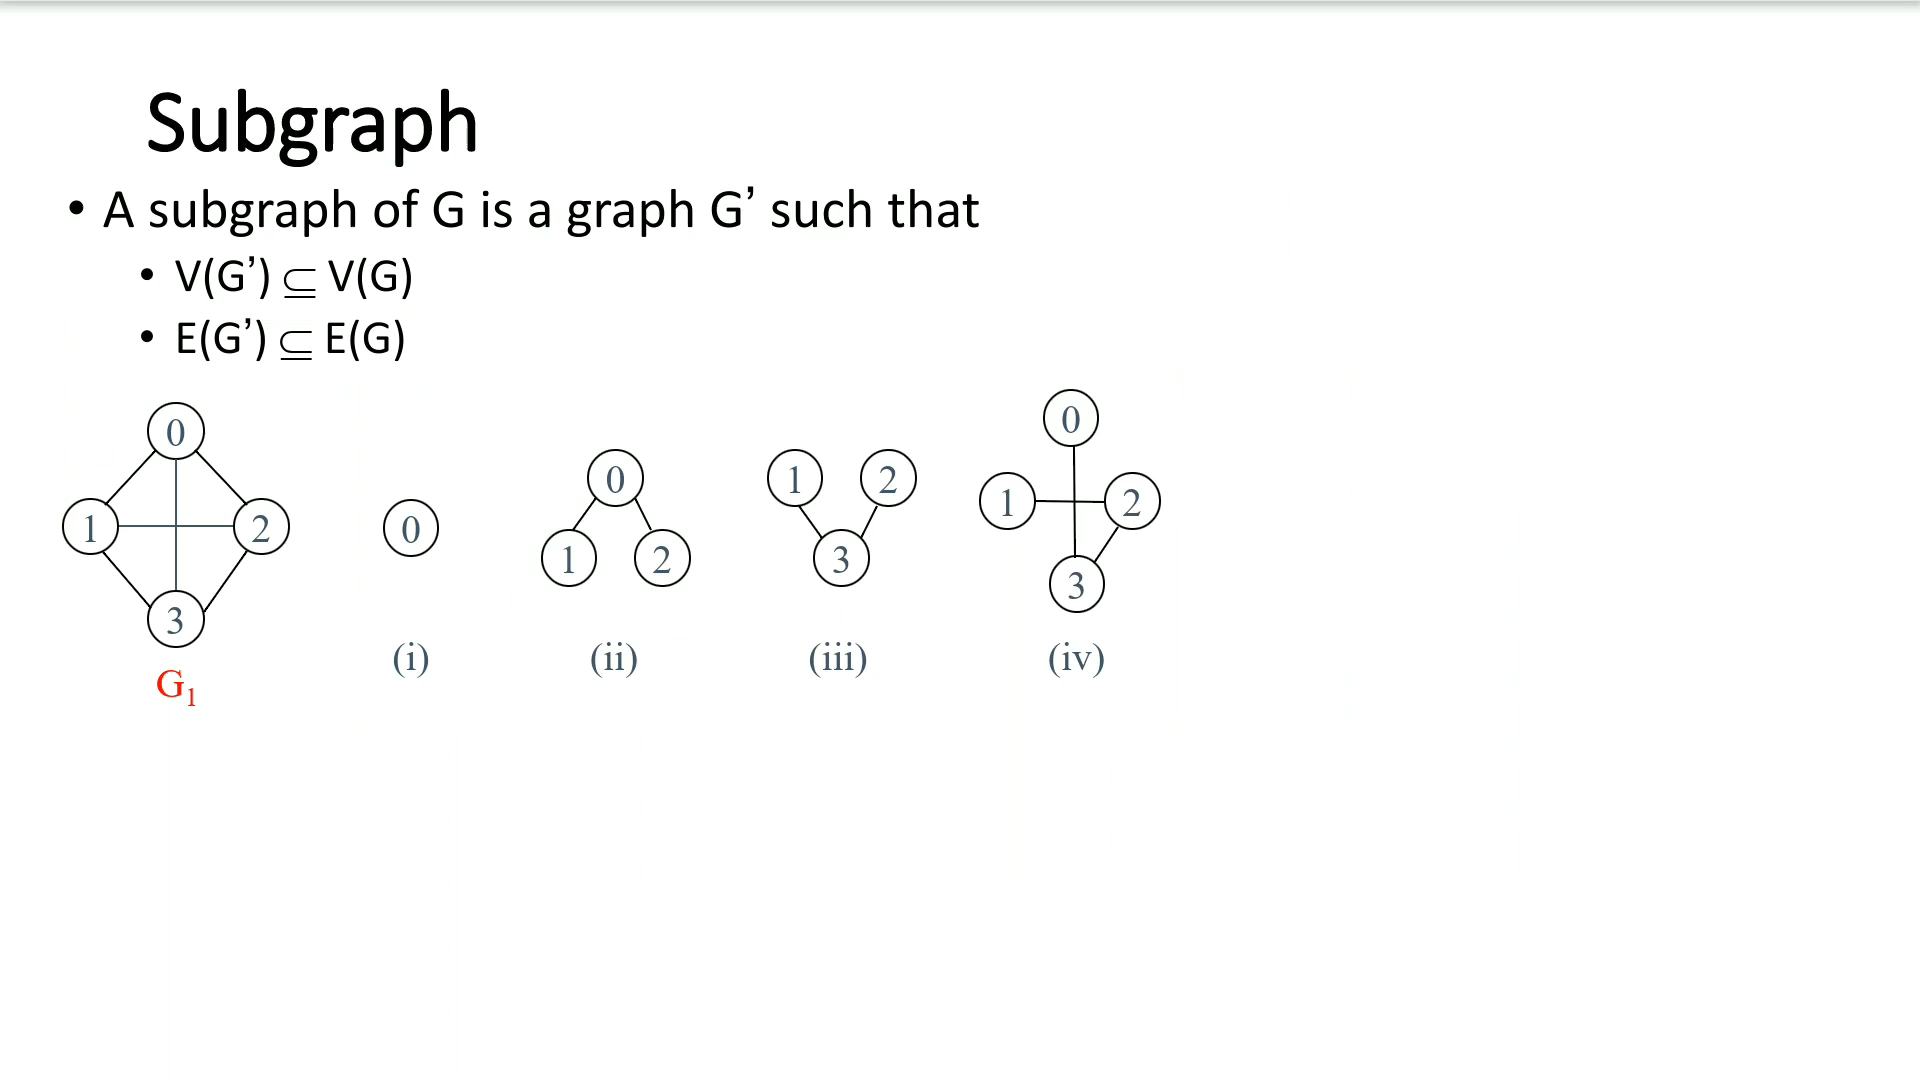 Subgraph
• A subgraph of G is a graph G’ such that
• V(G’) ⊆ V(G)
• E(G’) ⊆ E(G)
0
1 2
3
G₁
0
(i)
0
1 2
(ii)
1 2
3
(iii)
0
1 2
3
(iv)